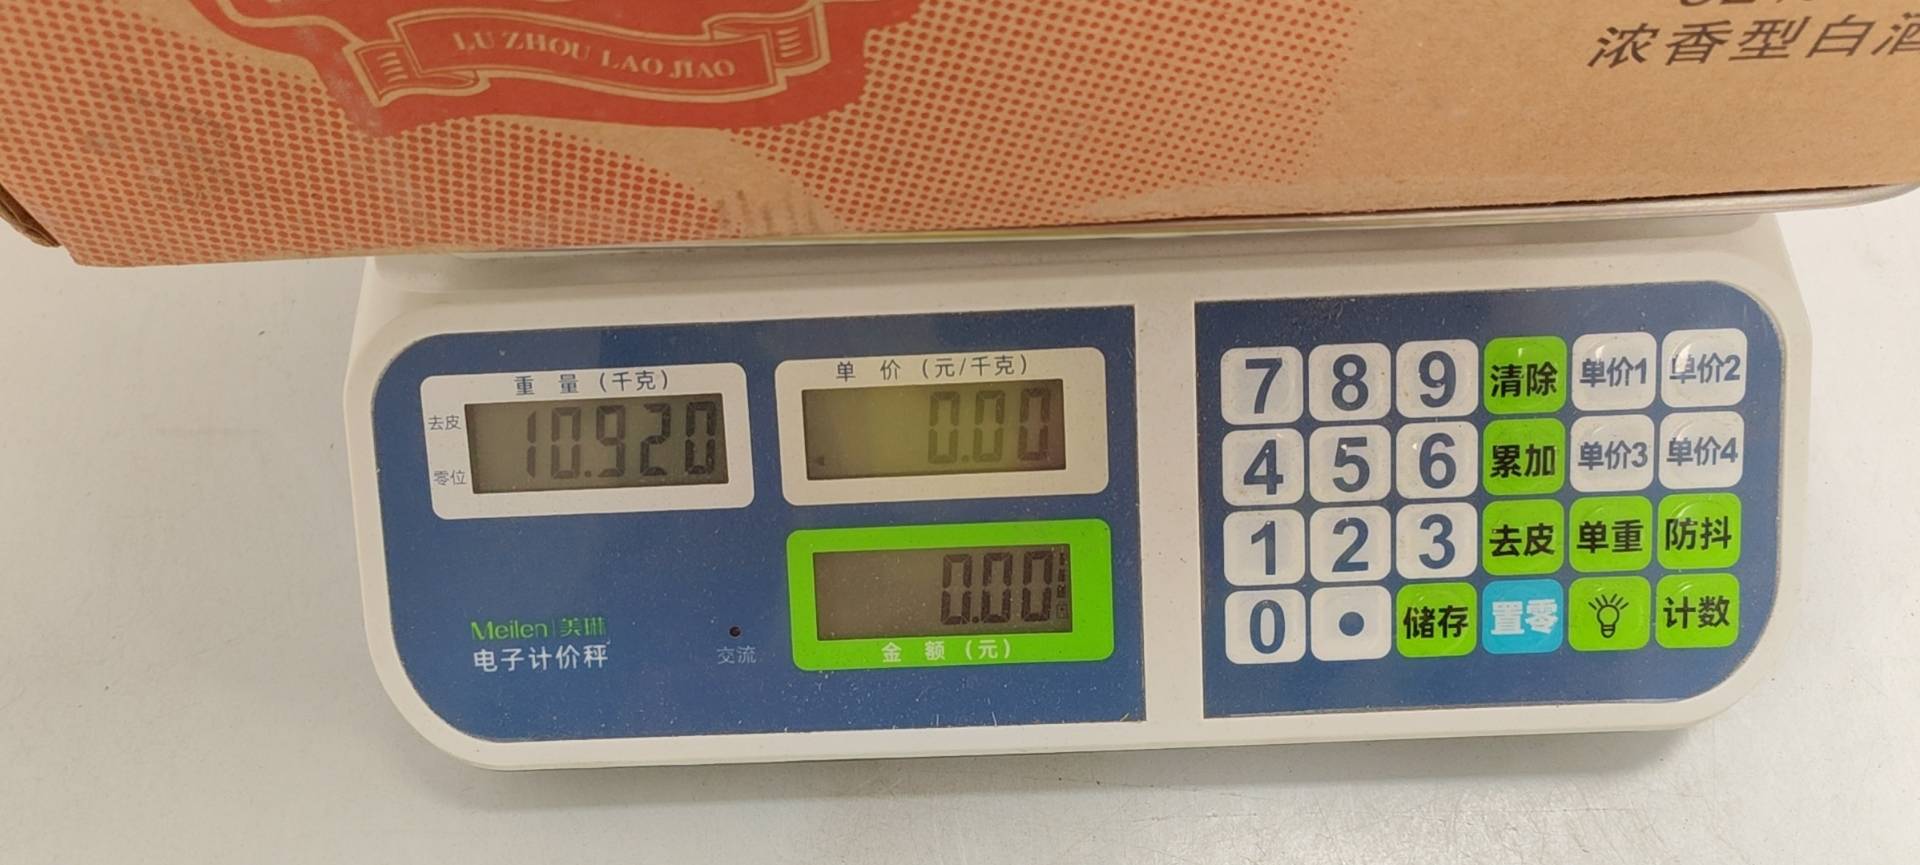 LU ZHOU LAO JIAO
浓香型白酒
重 量 (千克)
去皮
零位
10.920
单 价 (元/千克)
0.00
0.00
金 额 (元)
Meilen 美琳
电子计价秤
交流
7 8 9 清除 单价1 单价2
4 5 6 累加 单价3 单价4
1 2 3 去皮 单重 防抖
0 . 储存 置零 计数